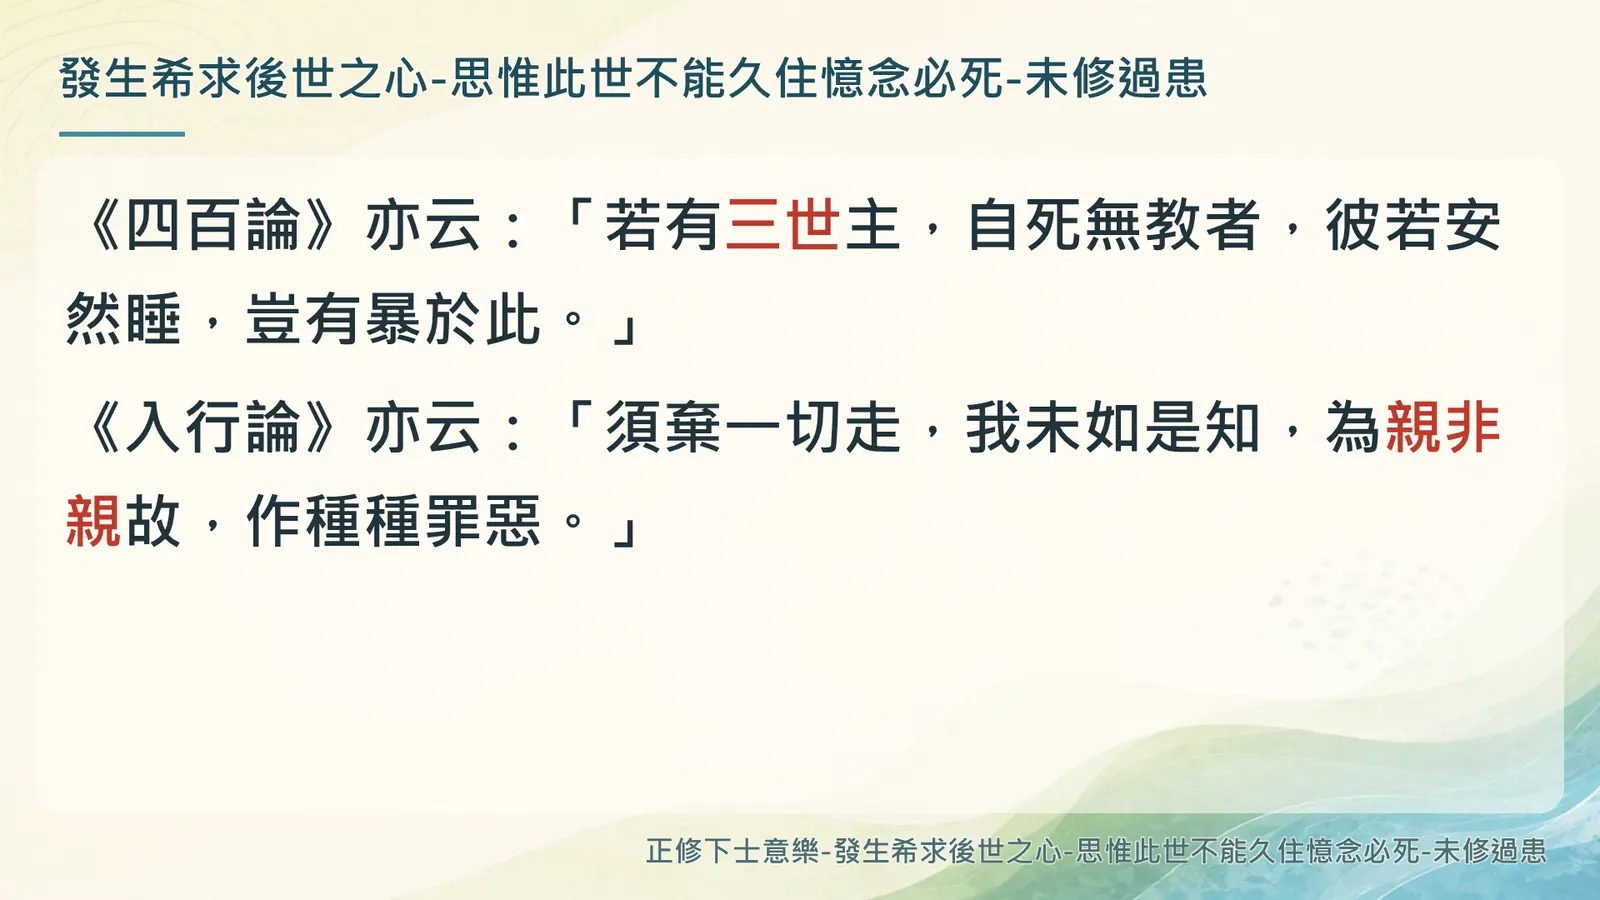 發生希求後世之心-思惟此世不能久住憶念必死-未修過患
《四百論》亦云：「若有三世主，自死無教者，彼若安
然睡，豈有暴於此。」
《入行論》亦云：「須棄一切走，我未如是知，為親非
親故，作種種罪惡。」
正修下士意樂-發生希求後世之心-思惟此世不能久住憶念必死-未修過患